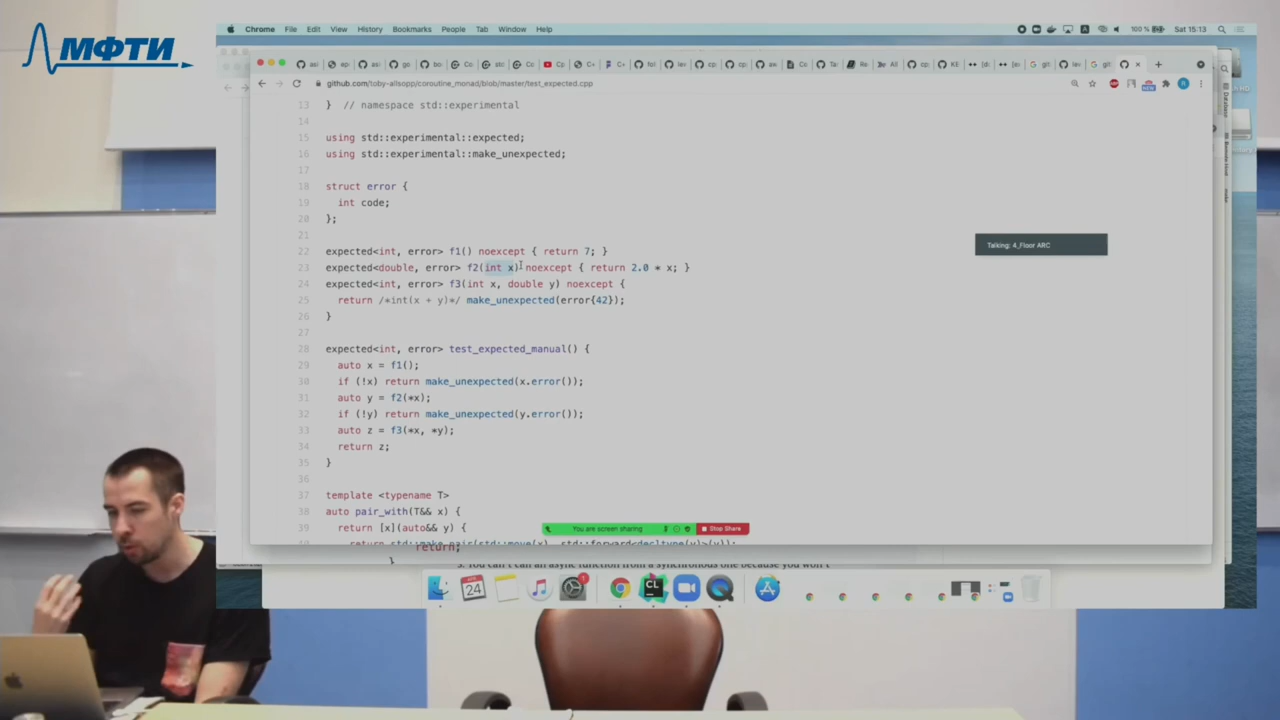 МФТИ
Chrome File Edit View History Bookmarks People Tab Window Help
100 % Sat 15:13
github.com/toby-allsopp/coroutine_monad/blob/master/test_expected.cpp
13 } // namespace std::experimental
14
15 using std::experimental::expected;
16 using std::experimental::make_unexpected;
17
18 struct error {
19 int code;
20 };
21
22 expected<int, error> f1() noexcept { return 7; }
23 expected<double, error> f2(int x) noexcept { return 2.0 * x; }
24 expected<int, error> f3(int x, double y) noexcept {
25 return /*int(x + y)*/ make_unexpected(error{42});
26 }
27
28 expected<int, error> test_expected_manual() {
29 auto x = f1();
30 if (!x) return make_unexpected(x.error());
31 auto y = f2(*x);
32 if (!y) return make_unexpected(y.error());
33 auto z = f3(*x, *y);
34 return z;
35 }
36
37 template <typename T>
38 auto pair_with(T&& x) {
39 return [x](auto&& y) {
Talking: 4_Floor ARC
You are screen sharing
Stop Share
return;
}